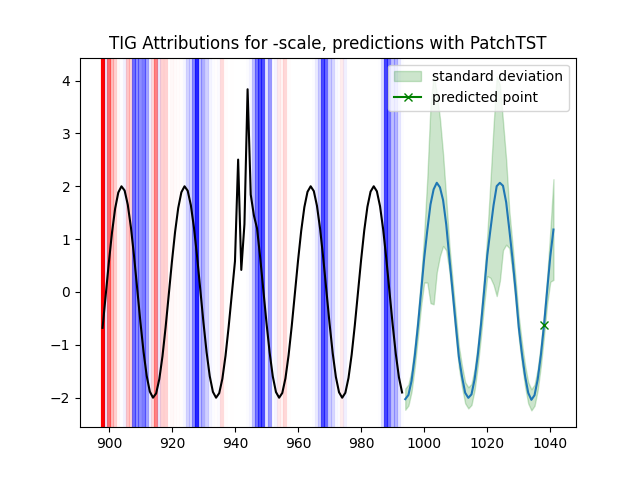 TIG Attributions for -scale, predictions with PatchTST
standard deviation
predicted point
4
3
2
1
0
−1
−2
900 920 940 960 980 1000 1020 1040